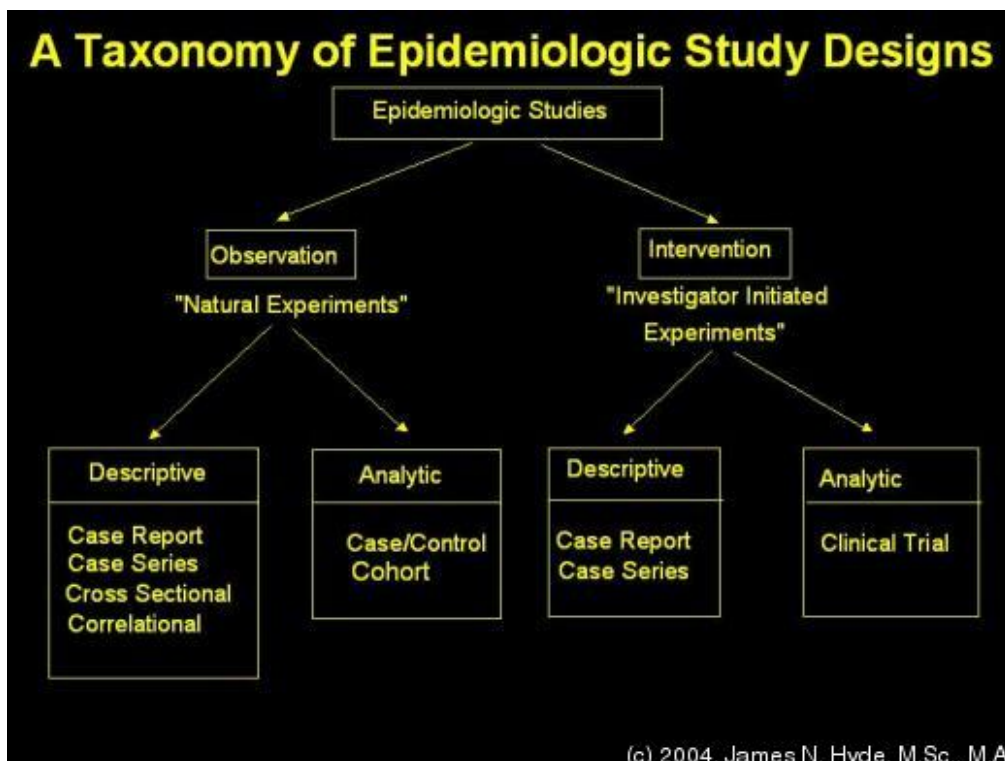 A Taxonomy of Epidemiologic Study Designs
Epidemiologic Studies
Observation
"Natural Experiments"
Intervention
"Investigator Initiated
Experiments"
Descriptive
Case Report
Case Series
Cross Sectional
Correlational
Analytic
Case/Control
Cohort
Descriptive
Case Report
Case Series
Analytic
Clinical Trial
(c) 2004 James N. Hyde, M.Sc., M.A